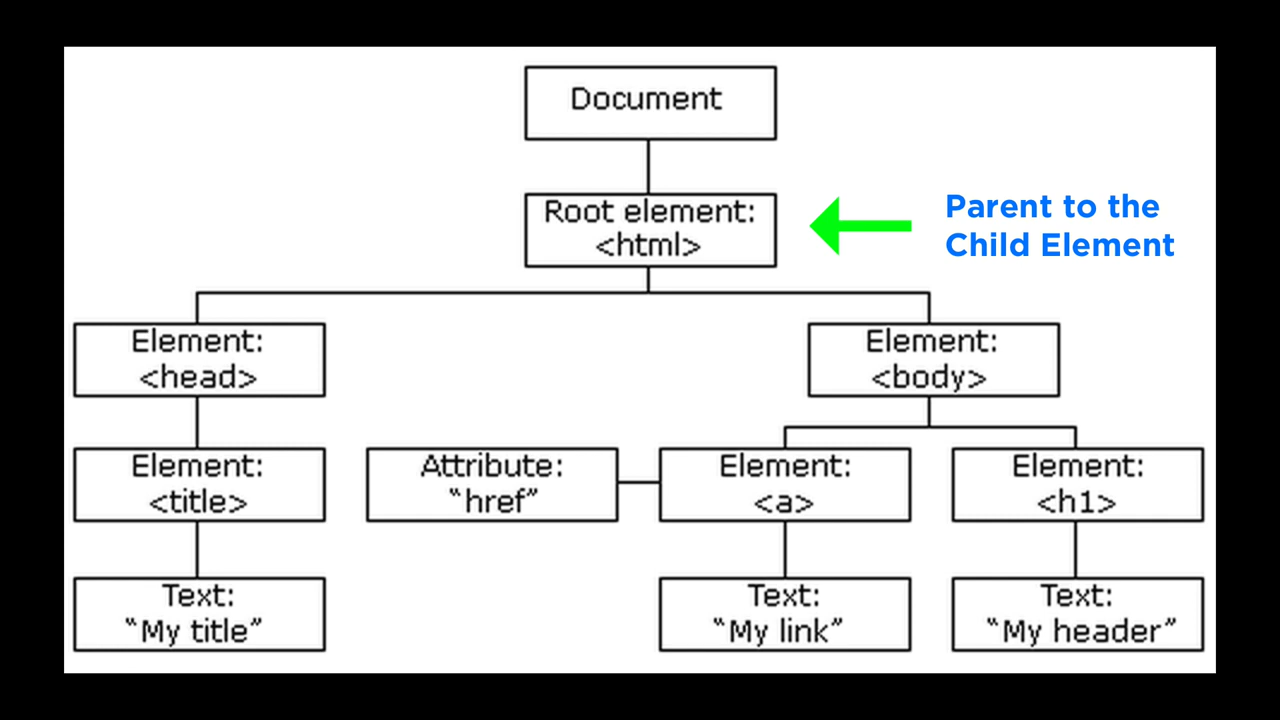 Document
Root element:
<html>
Parent to the
Child Element
Element:
<head>
Element:
<body>
Element:
<title>
Attribute:
“href”
Element:
<a>
Element:
<h1>
Text:
“My title”
Text:
“My link”
Text:
“My header”